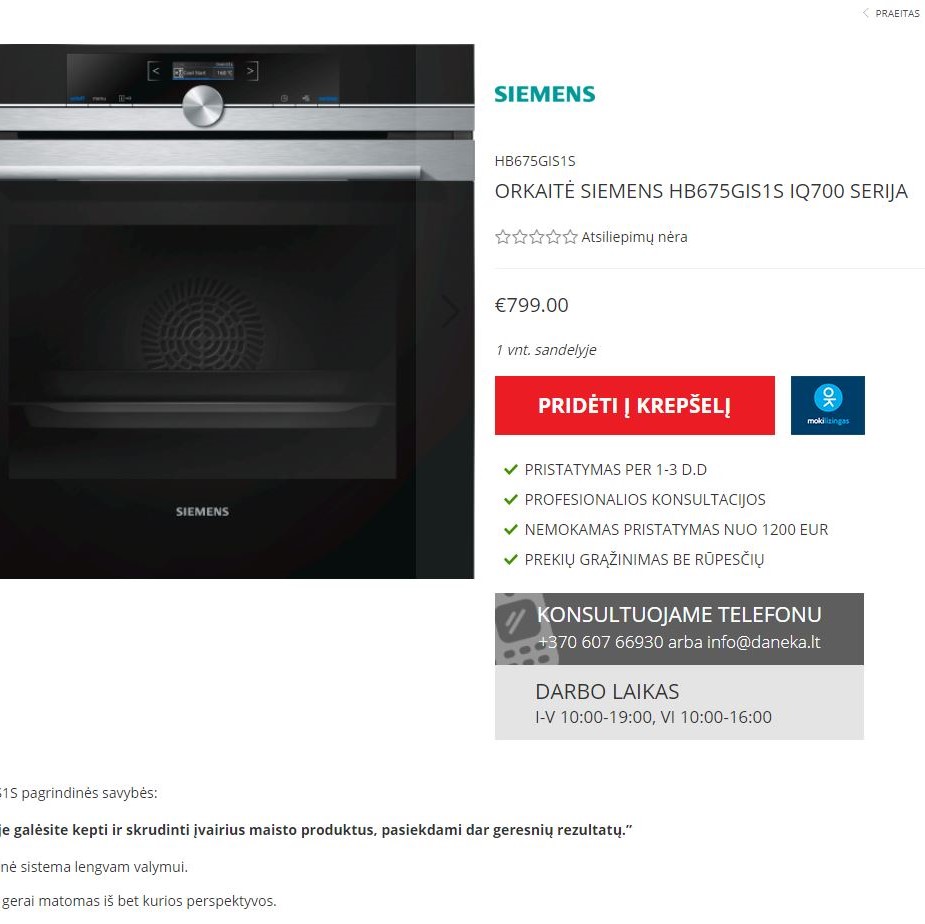 PRAEITAS
SIEMENS
HB675GIS1S
ORKAITĖ SIEMENS HB675GIS1S IQ700 SERIJA
Atsiliepimų nėra
€799.00
1 vnt. sandelyje
PRIDĖTI Į KREPŠELĮ
mokilizingas
PRISTATYMAS PER 1-3 D.D
PROFESIONALIOS KONSULTACIJOS
NEMOKAMAS PRISTATYMAS NUO 1200 EUR
PREKIŲ GRĄŽINIMAS BE RŪPESČIŲ
KONSULTUOJAME TELEFONU
+370 607 66930 arba info@daneka.lt
DARBO LAIKAS
I-V 10:00-19:00, VI 10:00-16:00
< >
menu
160 °C
SIEMENS
S1S pagrindinės savybės:
je galėsite kepti ir skrudinti įvairius maisto produktus, pasiekdami dar geresnių rezultatų.”
nė sistema lengvam valymui.
gerai matomas iš bet kurios perspektyvos.